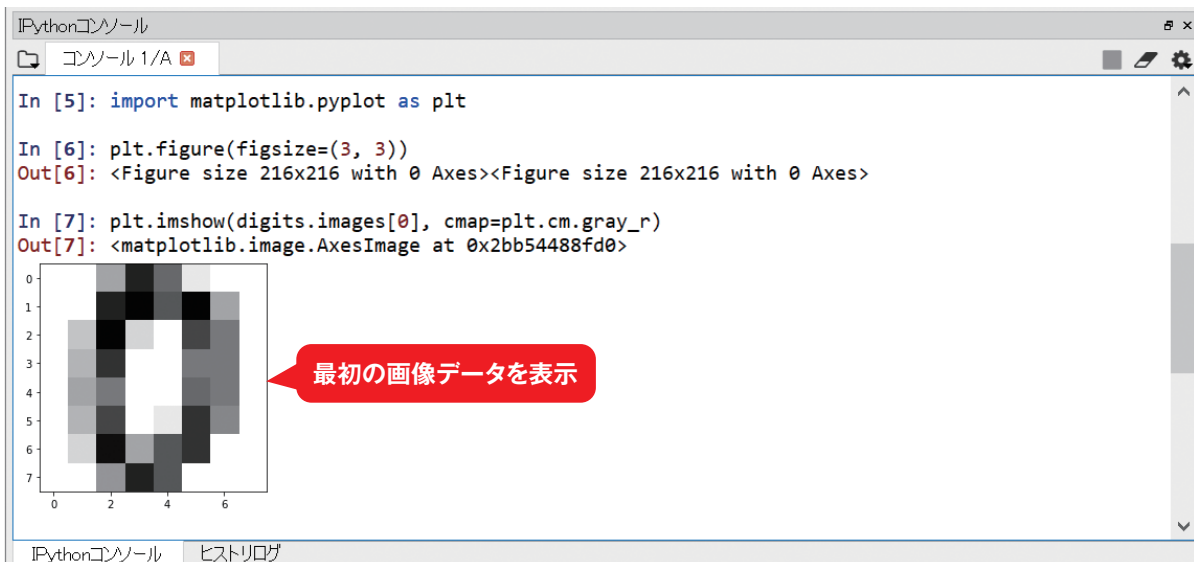 IPythonコンソール
コンソール 1/A
In [5]: import matplotlib.pyplot as plt
In [6]: plt.figure(figsize=(3, 3))
Out[6]: <Figure size 216x216 with 0 Axes><Figure size 216x216 with 0 Axes>
In [7]: plt.imshow(digits.images[0], cmap=plt.cm.gray_r)
Out[7]: <matplotlib.image.AxesImage at 0x2bb54488fd0>
0
1
2
3
4
5
6
7
0 2 4 6
最初の画像データを表示
IPythonコンソール ヒストリログ